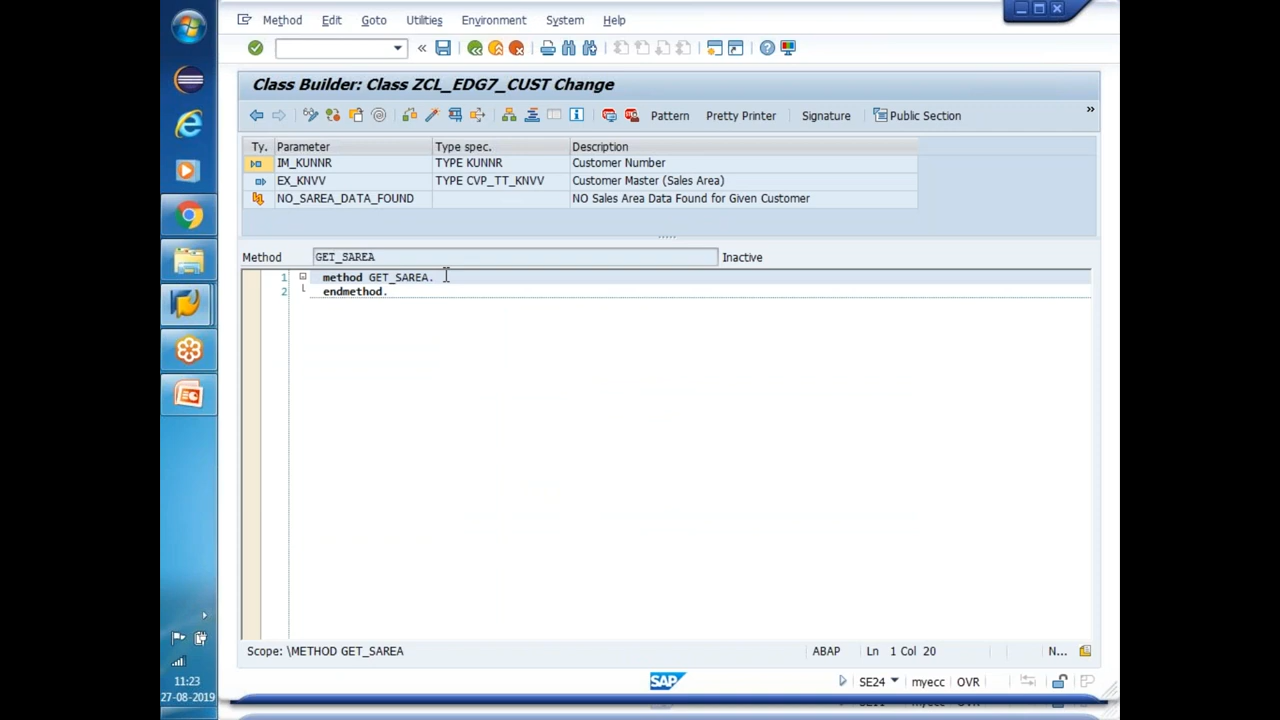 Method Edit Goto Utilities Environment System Help
Class Builder: Class ZCL_EDG7_CUST Change
Pattern Pretty Printer Signature Public Section
Ty. Parameter Type spec. Description
IM_KUNNR TYPE KUNNR Customer Number
EX_KNVV TYPE CVP_TT_KNVV Customer Master (Sales Area)
NO_SAREA_DATA_FOUND NO Sales Area Data Found for Given Customer
Method GET_SAREA Inactive
1 method GET_SAREA.
2 endmethod.
Scope: \METHOD GET_SAREA ABAP Ln 1 Col 20 N...
SAP SE24 myecc OVR
11:23
27-08-2019